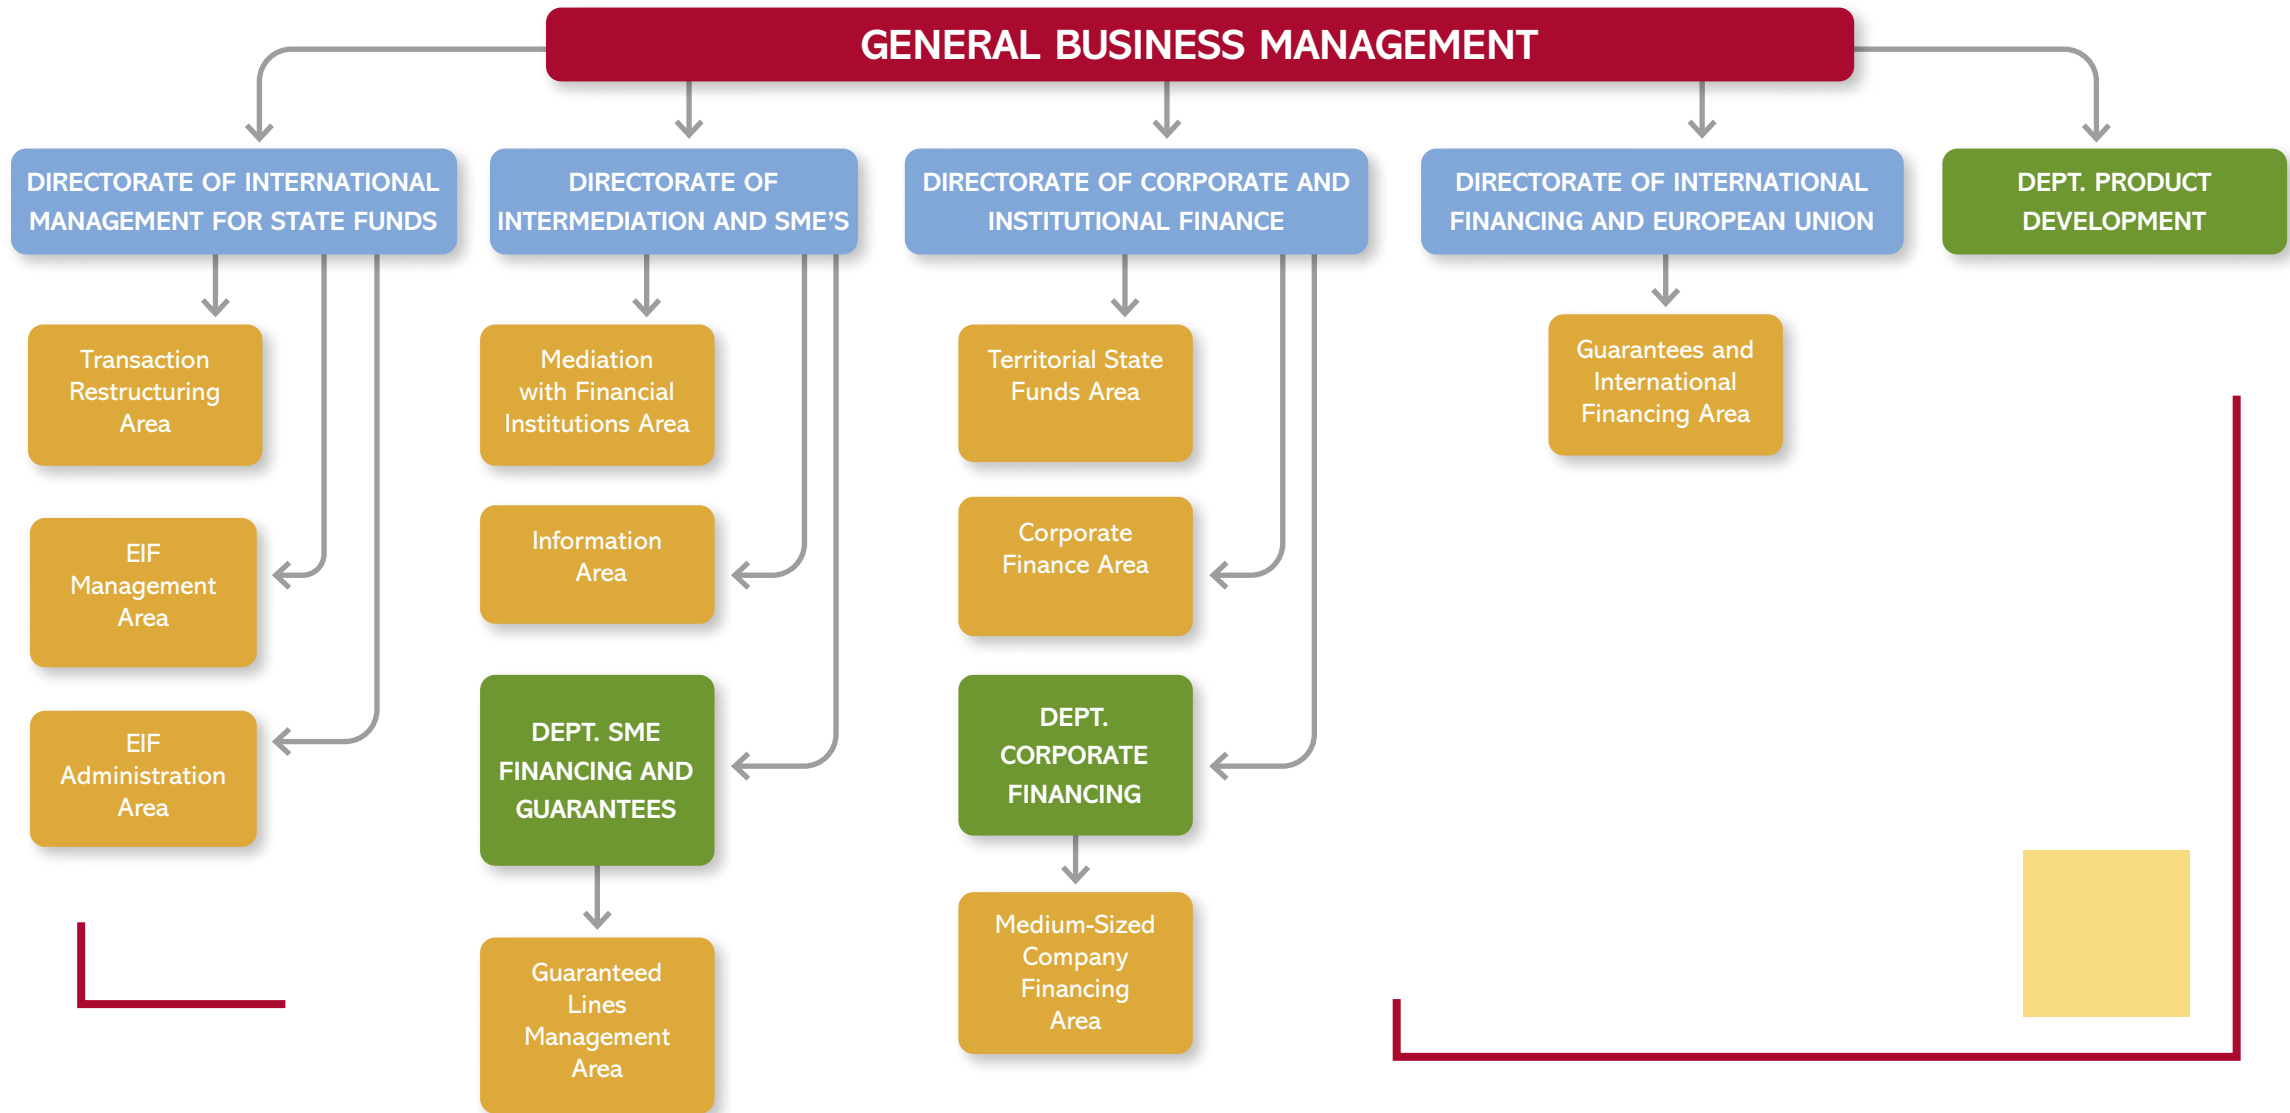 GENERAL BUSINESS MANAGEMENT
DIRECTORATE OF INTERNATIONAL
MANAGEMENT FOR STATE FUNDS
DIRECTORATE OF
INTERMEDIATION AND SME’S
DIRECTORATE OF CORPORATE AND
INSTITUTIONAL FINANCE
DIRECTORATE OF INTERNATIONAL
FINANCING AND EUROPEAN UNION
DEPT. PRODUCT
DEVELOPMENT
Transaction
Restructuring
Area
Mediation
with Financial
Institutions Area
Territorial State
Funds Area
Guarantees and
International
Financing Area
EIF
Management
Area
Information
Area
Corporate
Finance Area
EIF
Administration
Area
DEPT. SME
FINANCING AND
GUARANTEES
DEPT.
CORPORATE
FINANCING
Guaranteed
Lines
Management
Area
Medium-Sized
Company
Financing
Area